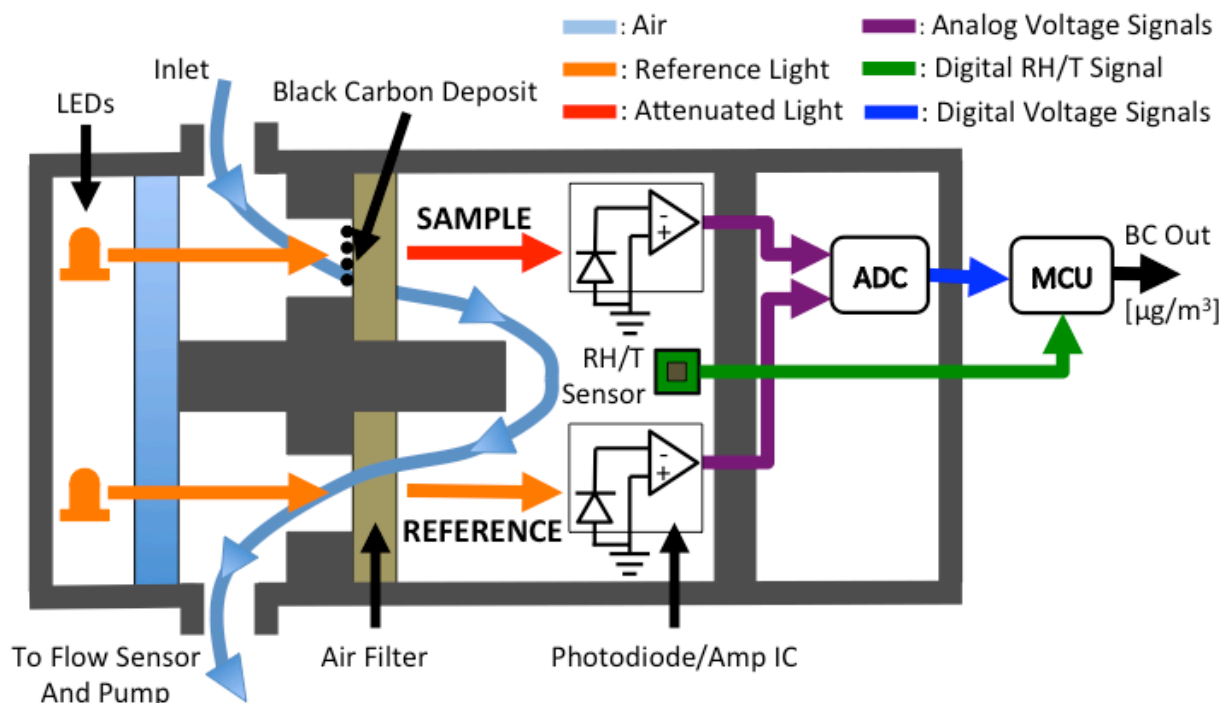 : Air
: Reference Light
: Attenuated Light
: Analog Voltage Signals
: Digital RH/T Signal
: Digital Voltage Signals
Inlet
LEDs
Black Carbon Deposit
SAMPLE
-
+
ADC
MCU
BC Out
[µg/m³]
RH/T
Sensor
REFERENCE
-
+
To Flow Sensor
And Pump
Air Filter
Photodiode/Amp IC